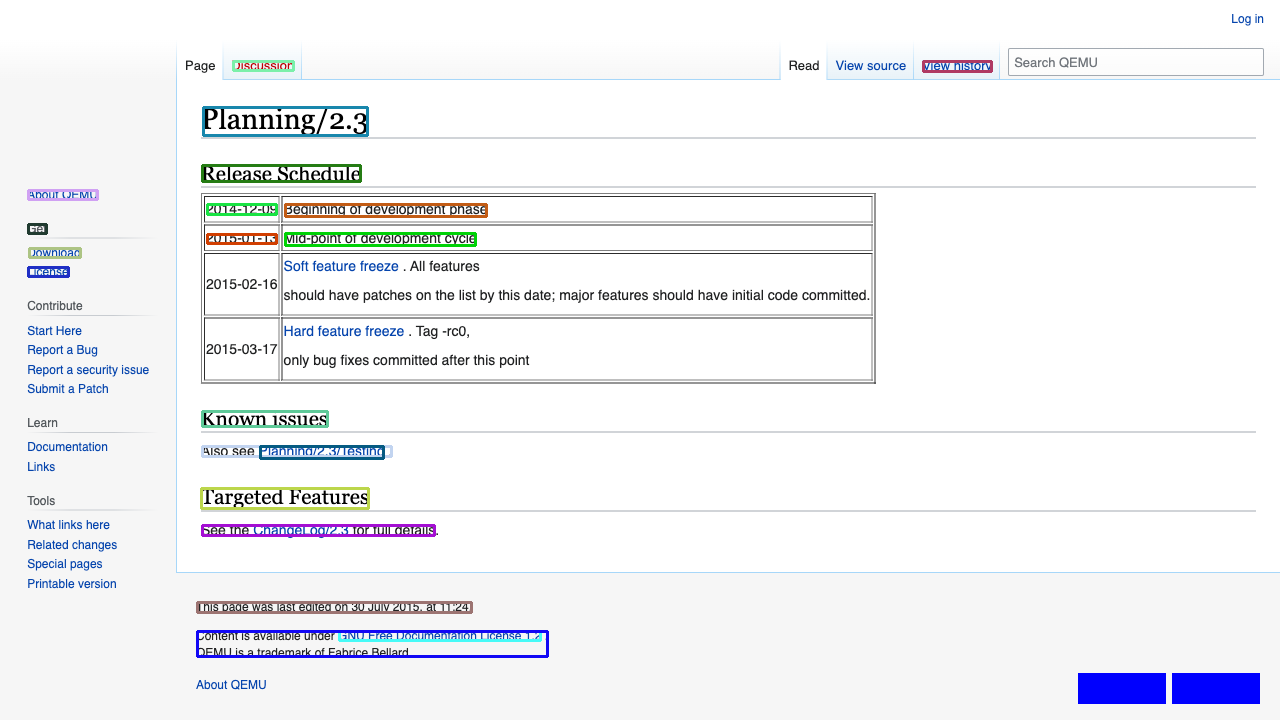 Log in
Page Discussion Read View source View history Search QEMU
Planning/2.3
Release Schedule
2014-12-09 Beginning of development phase
2015-01-13 Mid-point of development cycle
2015-02-16 Soft feature freeze . All features
should have patches on the list by this date; major features should have initial code committed.
2015-03-17 Hard feature freeze . Tag -rc0,
only bug fixes committed after this point
Known issues
Also see Planning/2.3/Testing
Targeted Features
See the ChangeLog/2.3 for full details.
About QEMU
Get
Download
License
Contribute
Start Here
Report a Bug
Report a security issue
Submit a Patch
Learn
Documentation
Links
Tools
What links here
Related changes
Special pages
Printable version
This page was last edited on 30 July 2015, at 11:24.
Content is available under GNU Free Documentation License 1.2
QEMU is a trademark of Fabrice Bellard
About QEMU